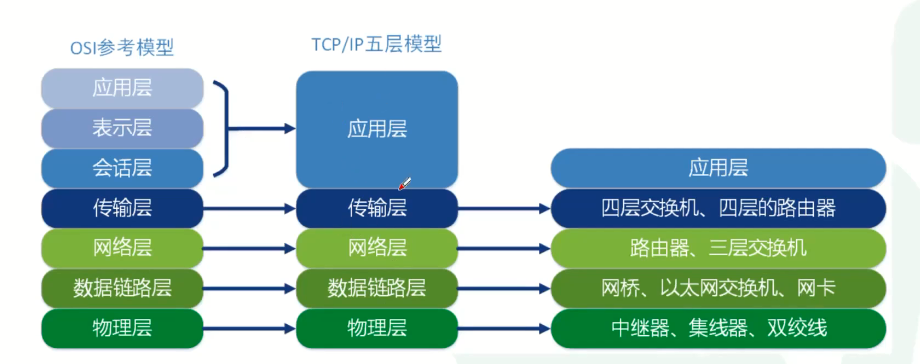 OSI参考模型
TCP/IP五层模型
应用层
表示层
会话层
传输层
网络层
数据链路层
物理层
应用层
传输层
网络层
数据链路层
物理层
应用层
四层交换机、四层的路由器
路由器、三层交换机
网桥、以太网交换机、网卡
中继器、集线器、双绞线